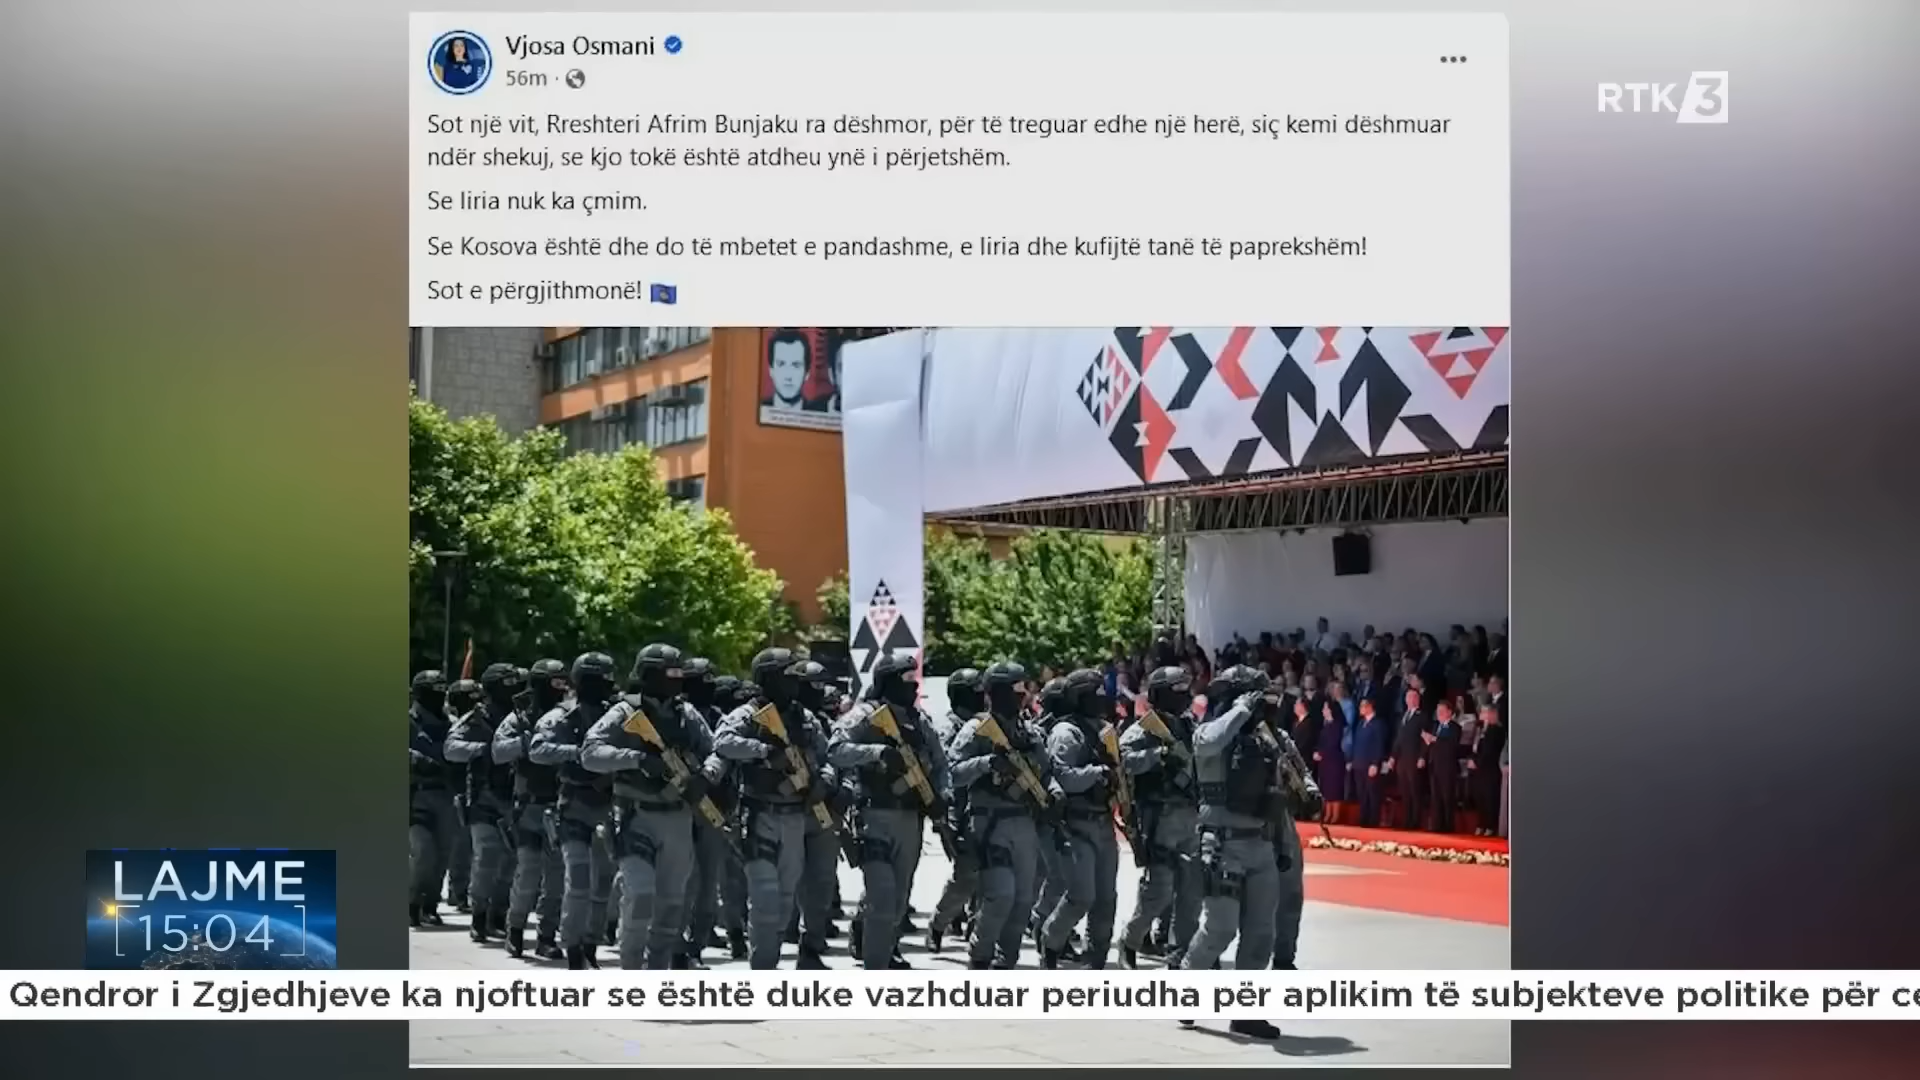 Vjosa Osmani
56m
RTK 3
Sot një vit, Rreshteri Afrim Bunjaku ra dëshmor, për të treguar edhe një herë, siç kemi dëshmuar
ndër shekuj, se kjo tokë është atdheu ynë i përjetshëm.
Se liria nuk ka çmim.
Se Kosova është dhe do të mbetet e pandashme, e liria dhe kufijtë tanë të paprekshëm!
Sot e përgjithmonë!
LAJME
15:04
Qendror i Zgjedhjeve ka njoftuar se është duke vazhduar periudha për aplikim të subjekteve politike për